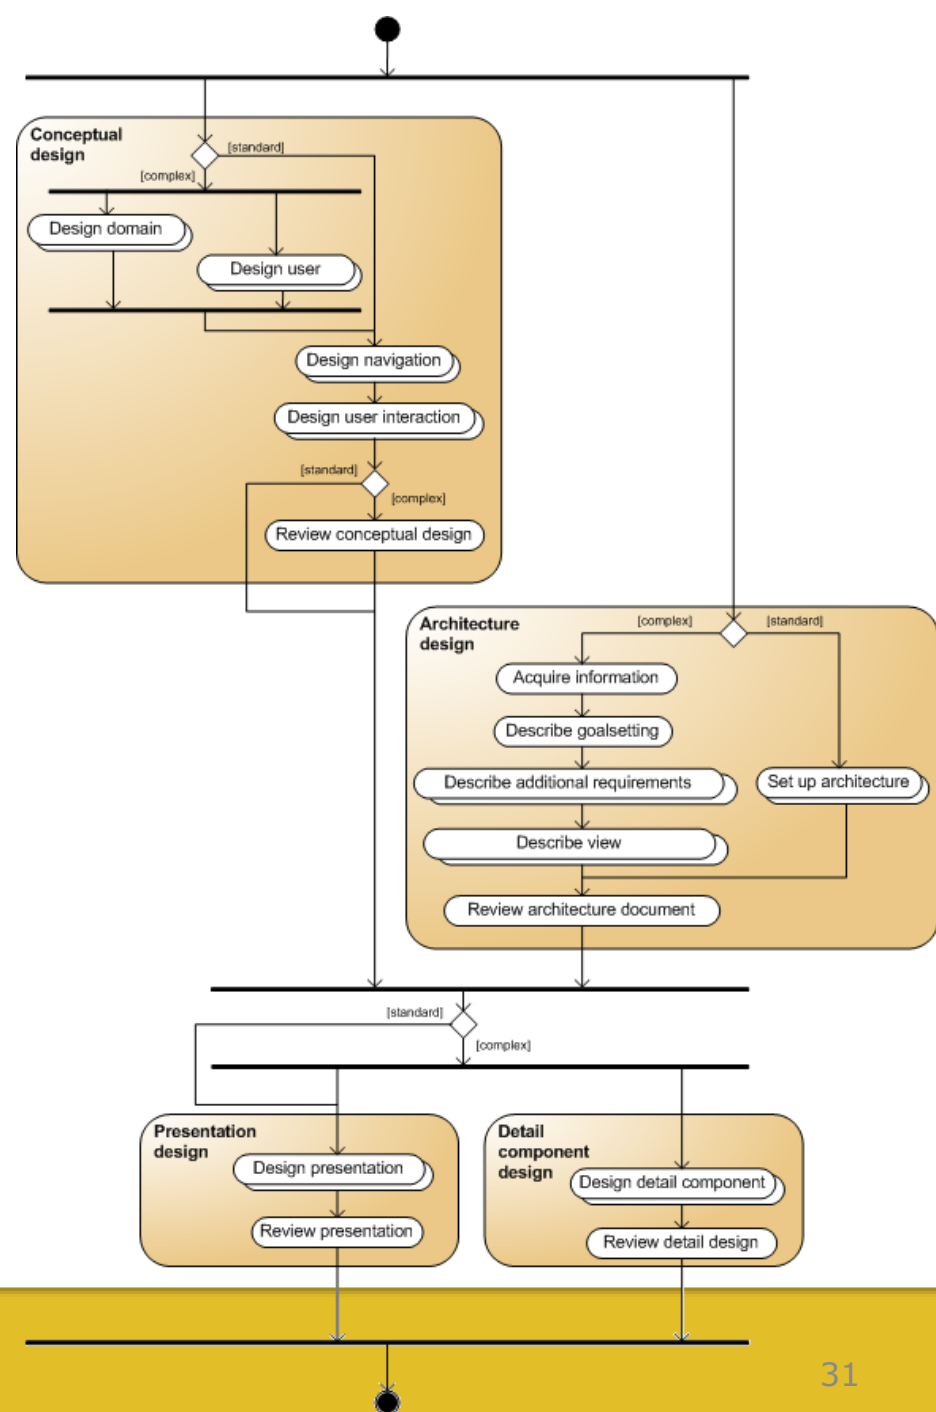 Conceptual
design
[standard]
[complex]
Design domain
Design user
Design navigation
Design user interaction
[standard]
[complex]
Review conceptual design
Architecture
design
[complex]
[standard]
Acquire information
Describe goalsetting
Describe additional requirements
Set up architecture
Describe view
Review architecture document
[standard]
[complex]
Presentation
design
Design presentation
Review presentation
Detail
component
design
Design detail component
Review detail design
31